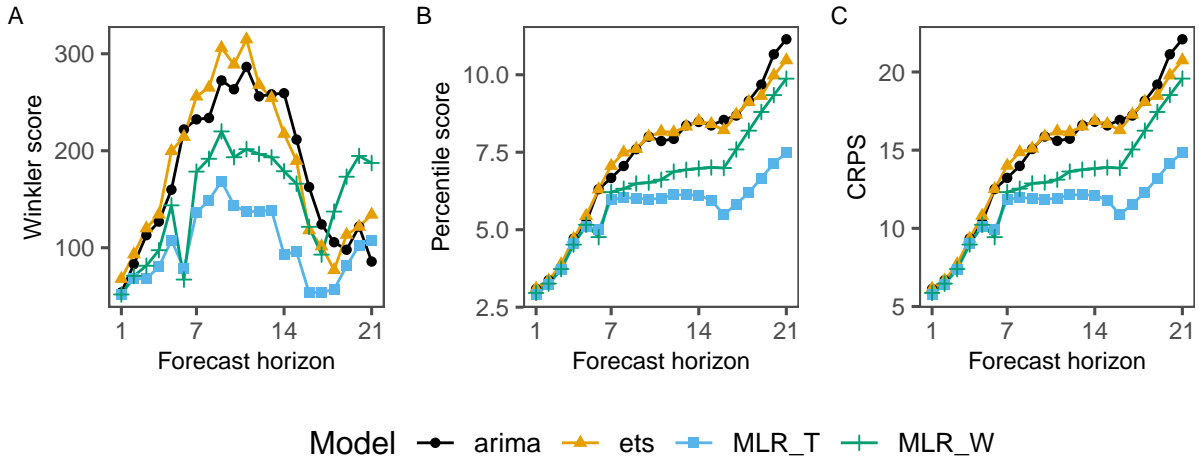 A
Winkler score
300
200
100
1 7 14 21
Forecast horizon
B
Percentile score
10.0
7.5
5.0
2.5
1 7 14 21
Forecast horizon
C
CRPS
20
15
10
5
1 7 14 21
Forecast horizon
Model arima ets MLR_T MLR_W